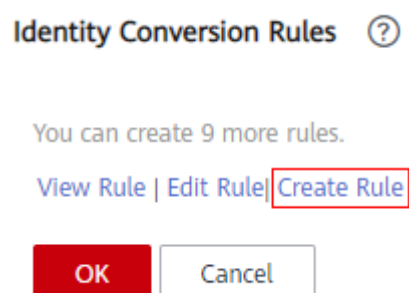 Identity Conversion Rules ?
You can create 9 more rules.
View Rule | Edit Rule| Create Rule
OK Cancel